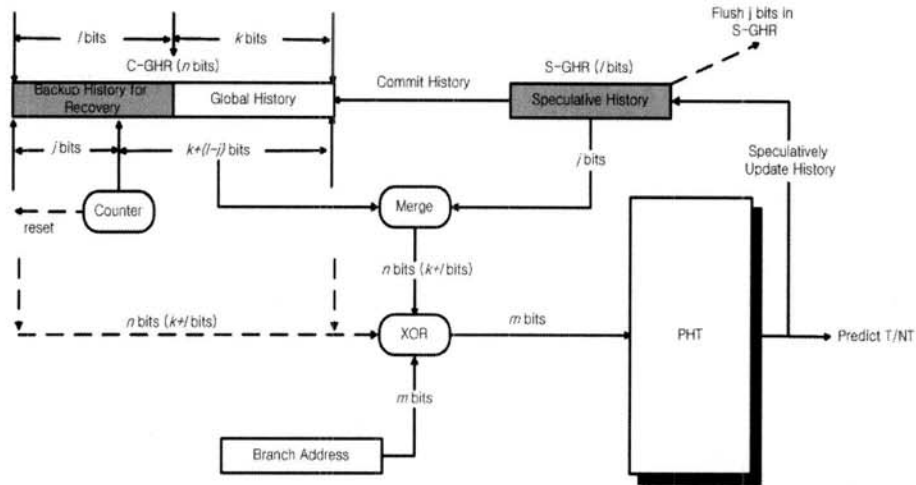 Flush j bits in
S-GHR
l bits
k bits
C-GHR (n bits)
S-GHR (l bits)
Backup History for
Recovery
Global History
Commit History
Speculative History
j bits
k+(l-j) bits
j bits
Speculatively
Update History
Counter
Merge
reset
n bits (k+l bits)
n bits (k+l bits)
XOR
m bits
PHT
Predict T/NT
m bits
Branch Address